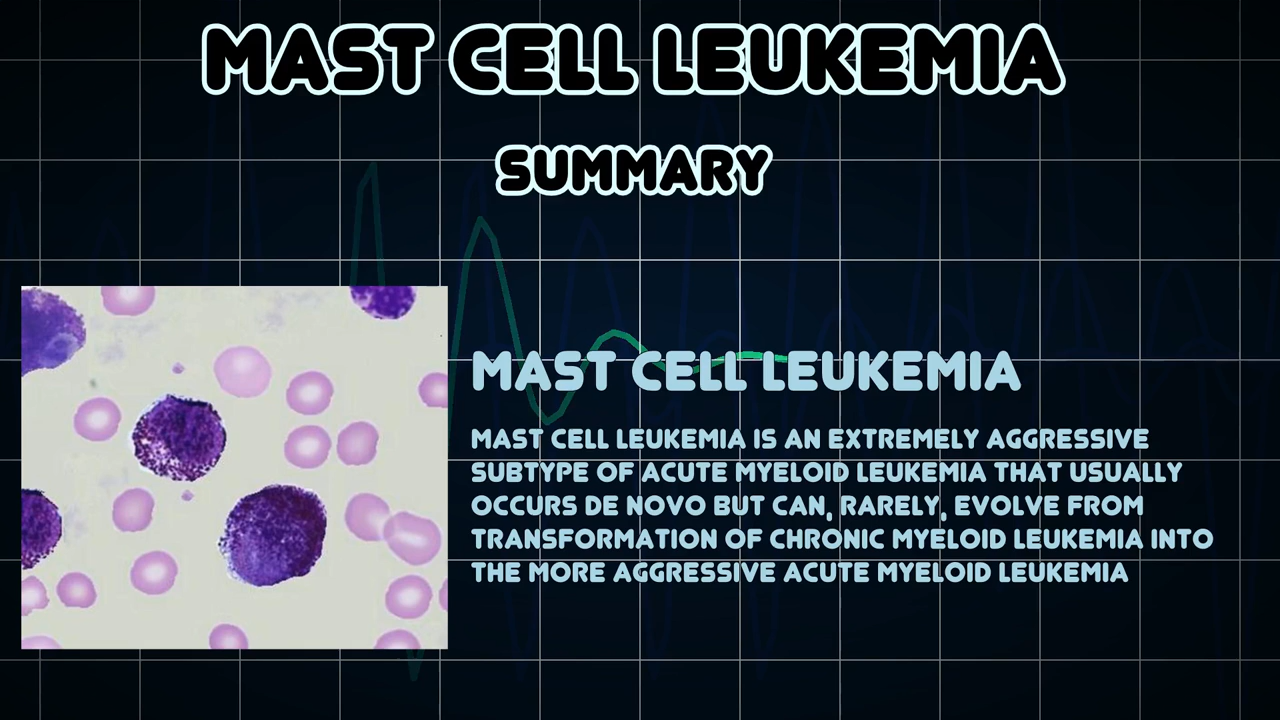 MAST CELL LEUKEMIA
SUMMARY
MAST CELL LEUKEMIA
MAST CELL LEUKEMIA IS AN EXTREMELY AGGRESSIVE
SUBTYPE OF ACUTE MYELOID LEUKEMIA THAT USUALLY
OCCURS DE NOVO BUT CAN, RARELY, EVOLVE FROM
TRANSFORMATION OF CHRONIC MYELOID LEUKEMIA INTO
THE MORE AGGRESSIVE ACUTE MYELOID LEUKEMIA